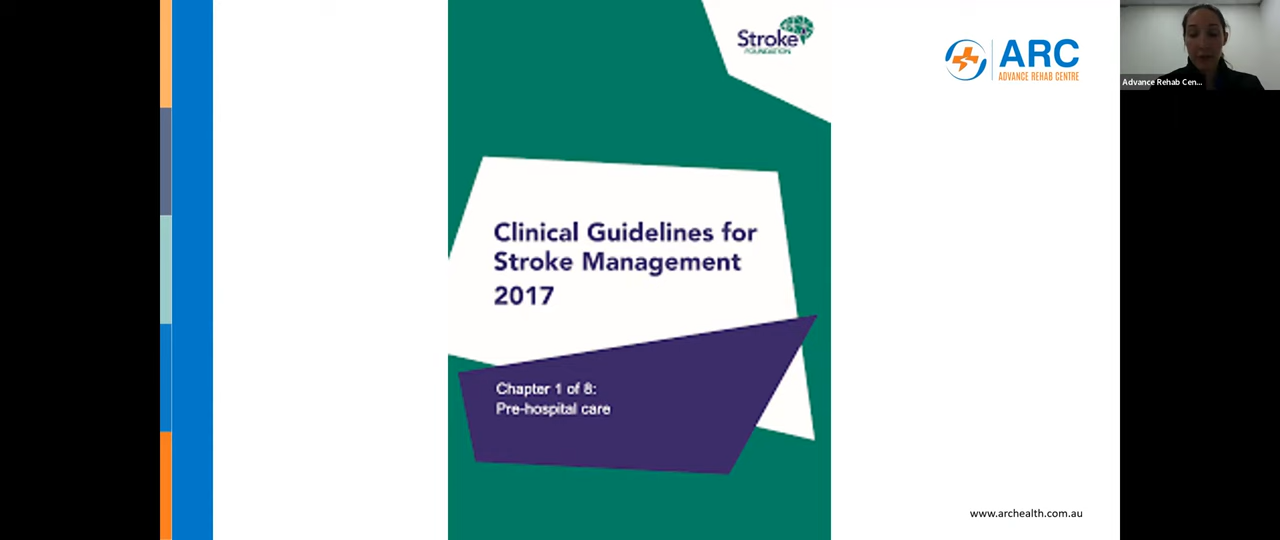 Stroke
FOUNDATION
ARC
ADVANCE REHAB CENTRE
Advance Rehab Cen...
Clinical Guidelines for
Stroke Management
2017
Chapter 1 of 8:
Pre-hospital care
www.archealth.com.au